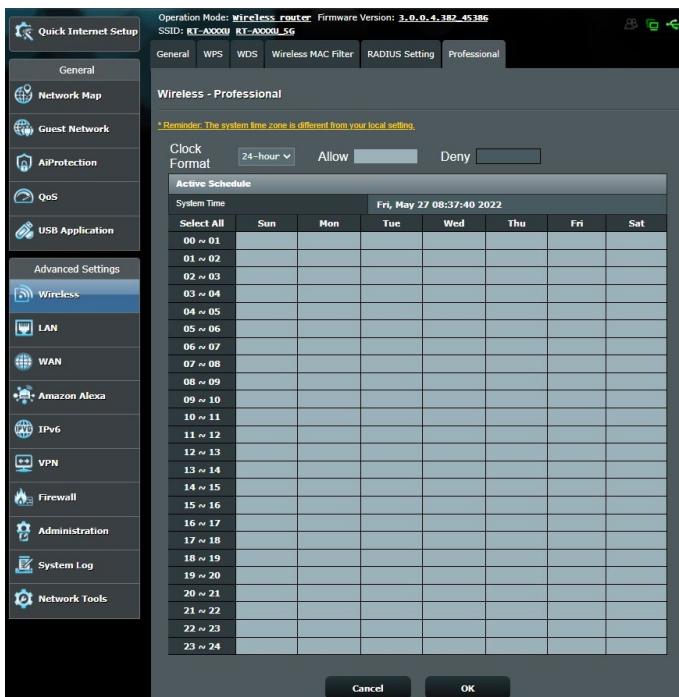 Operation Mode: Wireless router Firmware Version: 3.0.0.4.382_45386
SSID: RT-AXXXU RT-AXXXU_5G
Quick Internet Setup
General WPS WDS Wireless MAC Filter RADIUS Setting Professional
General
Network Map
Guest Network
AiProtection
QoS
USB Application
Advanced Settings
Wireless
LAN
WAN
Amazon Alexa
IPv6
VPN
Firewall
Administration
System Log
Network Tools
Wireless - Professional
* Reminder: The system time zone is different from your local setting.
Clock Format 24-hour Allow Deny
Active Schedule
System Time Fri, May 27 08:37:40 2022
Select All Sun Mon Tue Wed Thu Fri Sat
00 ~ 01
01 ~ 02
02 ~ 03
03 ~ 04
04 ~ 05
05 ~ 06
06 ~ 07
07 ~ 08
08 ~ 09
09 ~ 10
10 ~ 11
11 ~ 12
12 ~ 13
13 ~ 14
14 ~ 15
15 ~ 16
16 ~ 17
17 ~ 18
18 ~ 19
19 ~ 20
20 ~ 21
21 ~ 22
22 ~ 23
23 ~ 24
Cancel OK